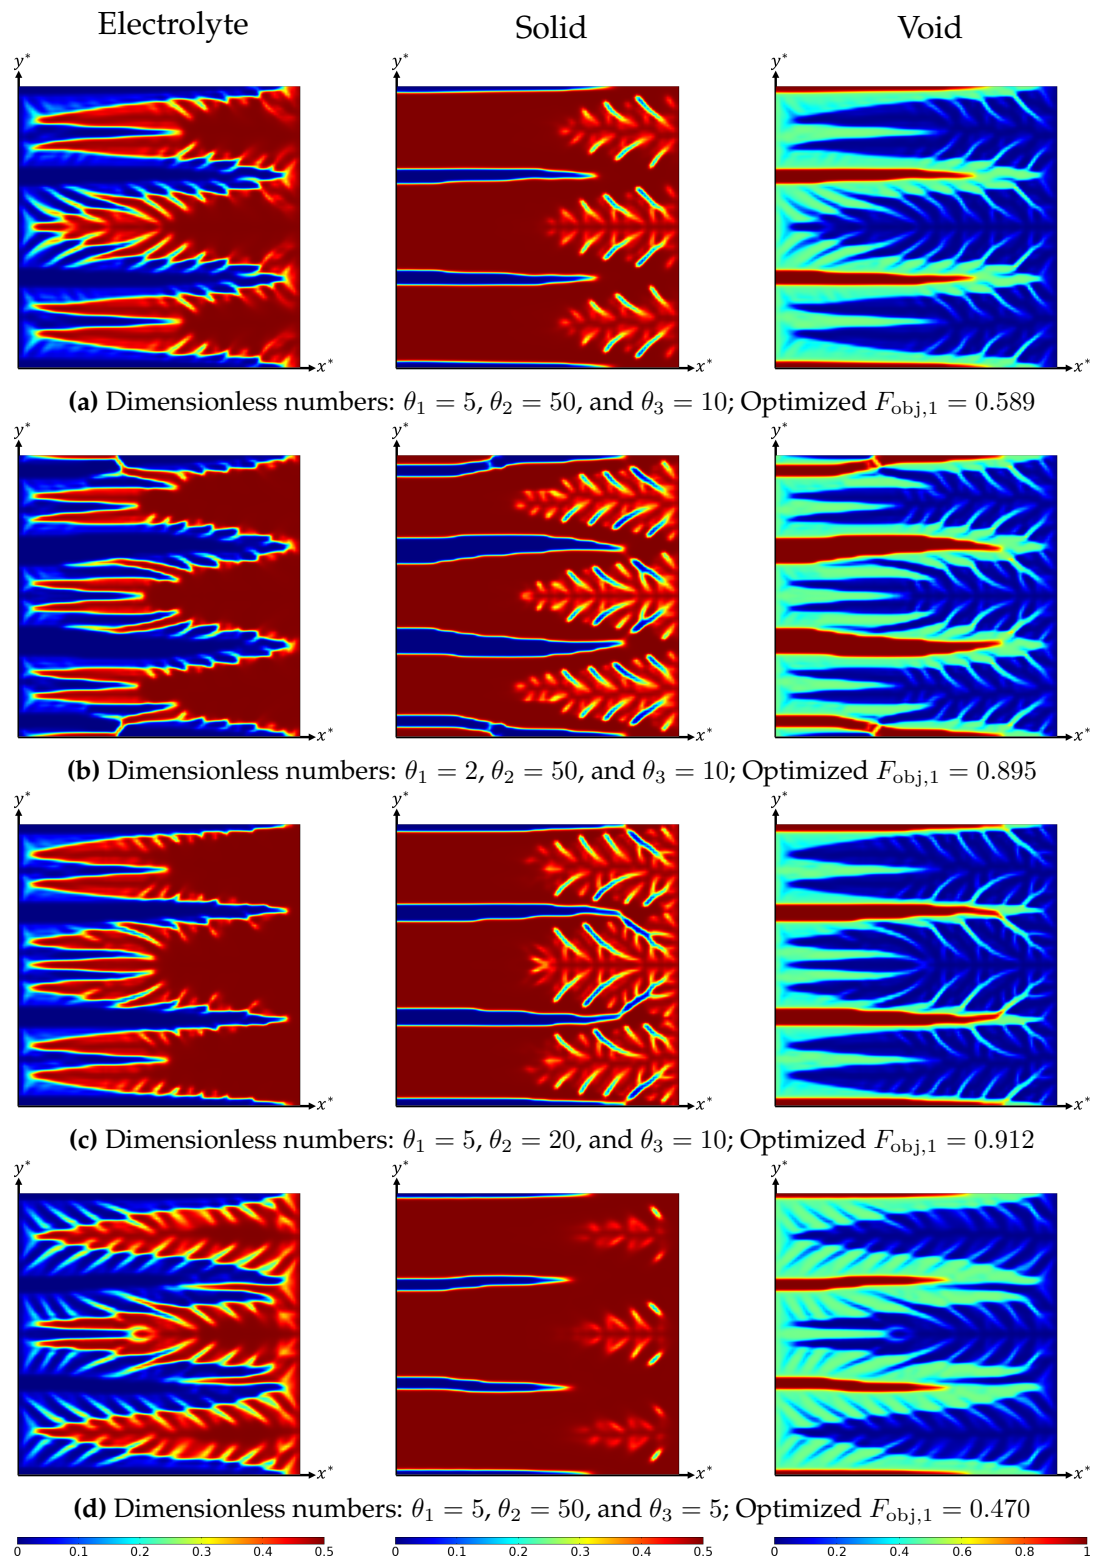 Electrolyte Solid Void
y* y* y*
x* x* x*
(a) Dimensionless numbers: θ₁ = 5, θ₂ = 50, and θ₃ = 10; Optimized F_obj,1 = 0.589
y* y* y*
x* x* x*
(b) Dimensionless numbers: θ₁ = 2, θ₂ = 50, and θ₃ = 10; Optimized F_obj,1 = 0.895
y* y* y*
x* x* x*
(c) Dimensionless numbers: θ₁ = 5, θ₂ = 20, and θ₃ = 10; Optimized F_obj,1 = 0.912
y* y* y*
x* x* x*
(d) Dimensionless numbers: θ₁ = 5, θ₂ = 50, and θ₃ = 5; Optimized F_obj,1 = 0.470
0 0.1 0.2 0.3 0.4 0.5 0 0.1 0.2 0.3 0.4 0.5 0 0.2 0.4 0.6 0.8 1